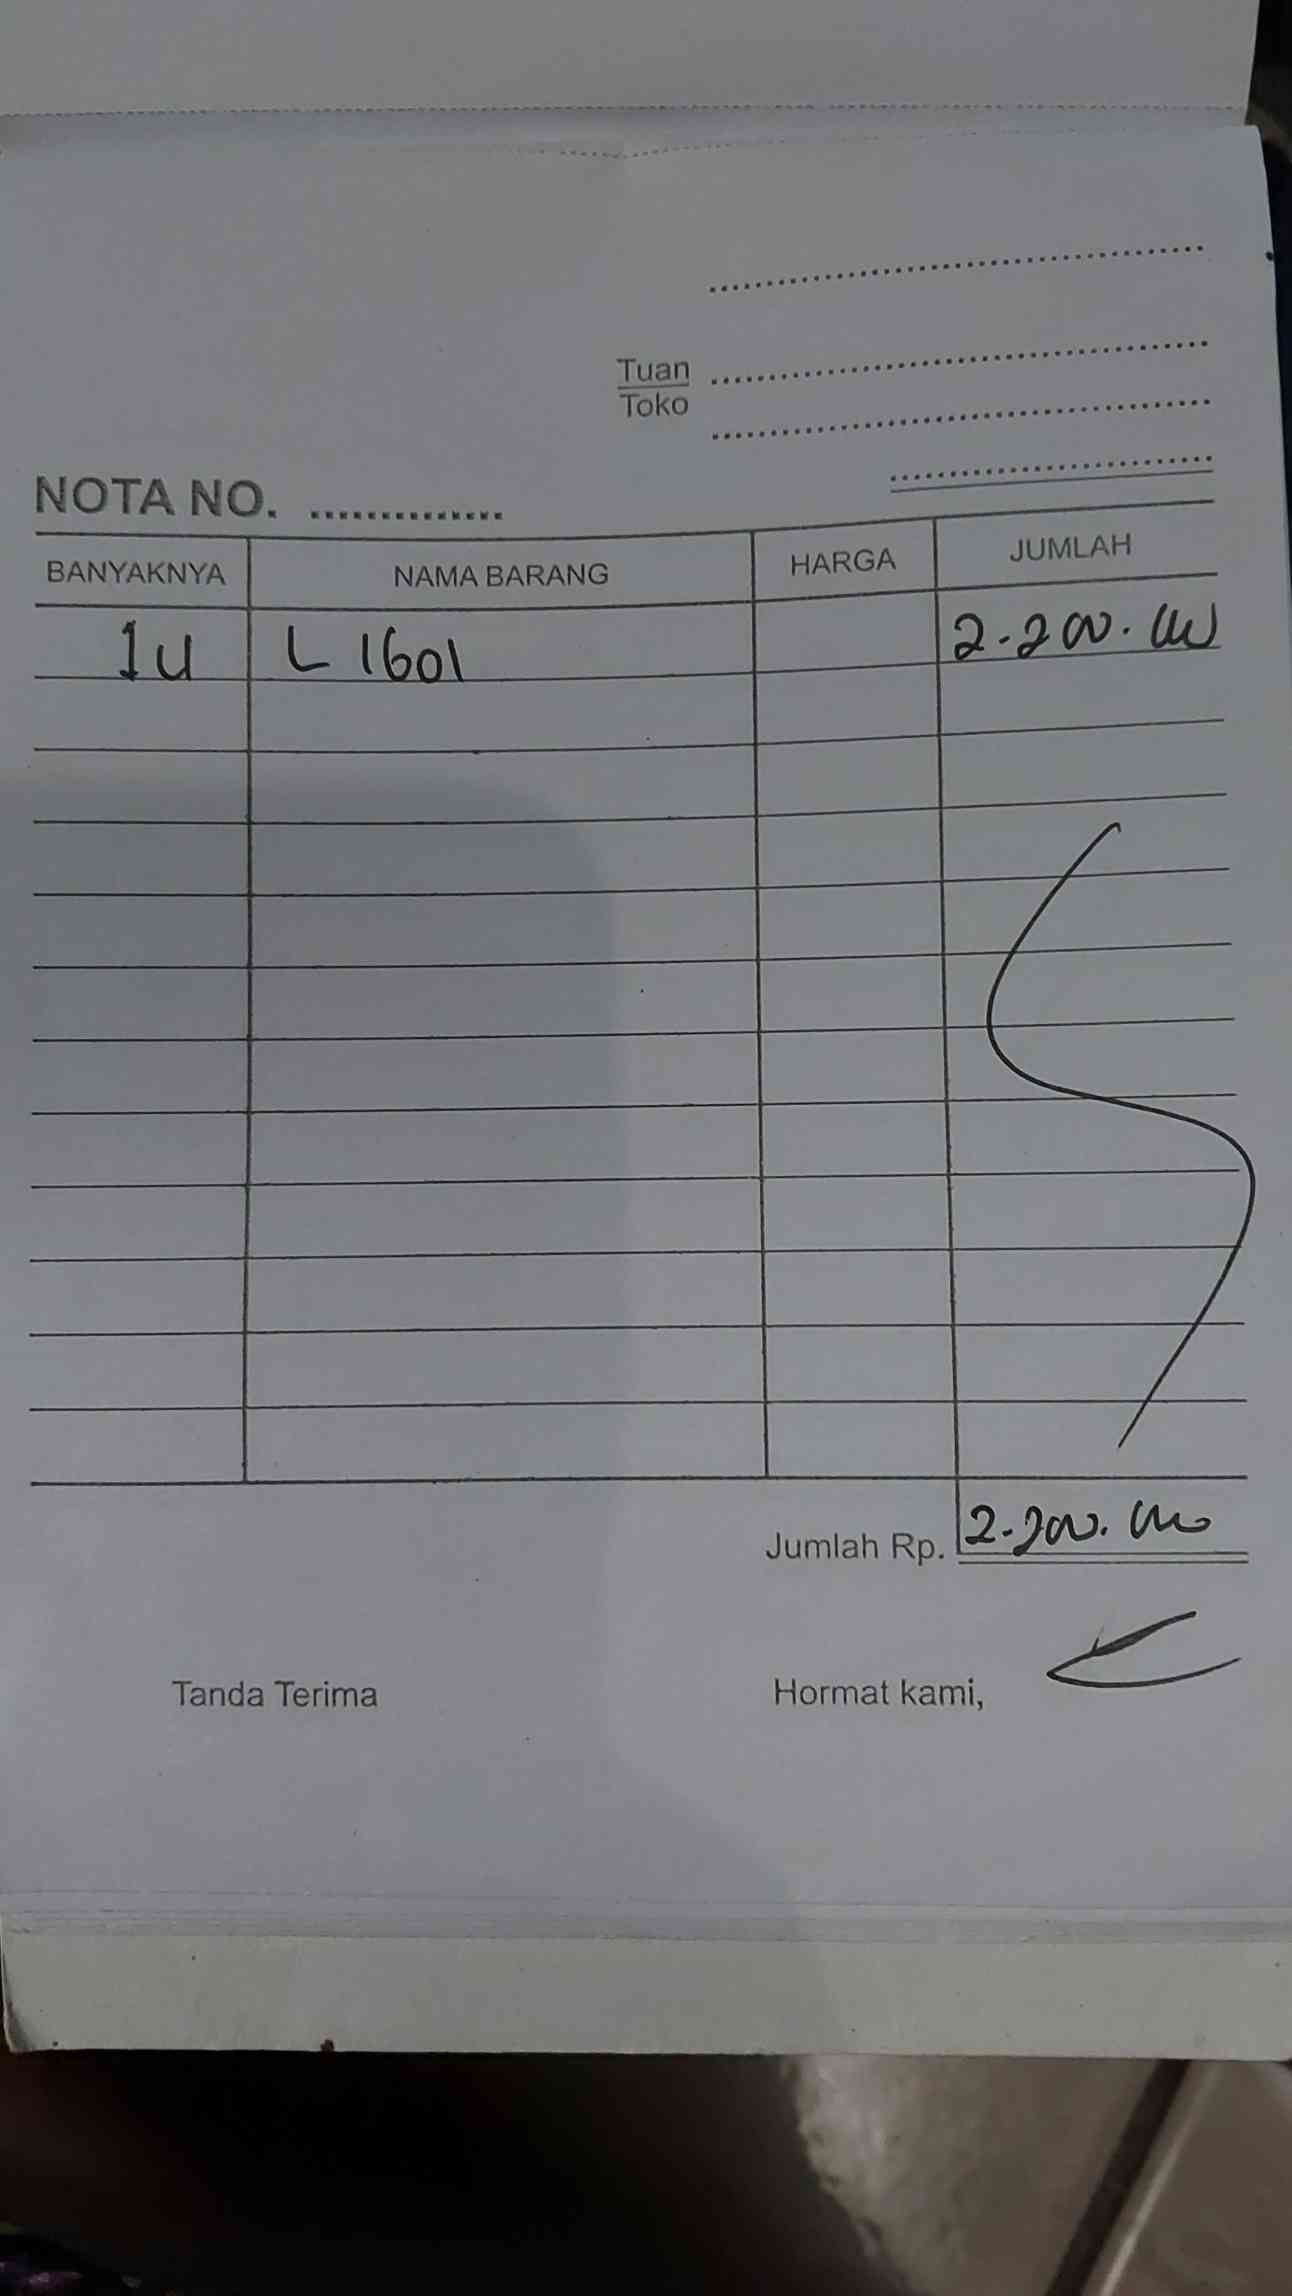 Tuan
Toko
NOTA NO. ..............
BANYAKNYA NAMA BARANG HARGA JUMLAH
1 U L 1601 2.200.000
Jumlah Rp. 2.200.000
Tanda Terima Hormat kami,